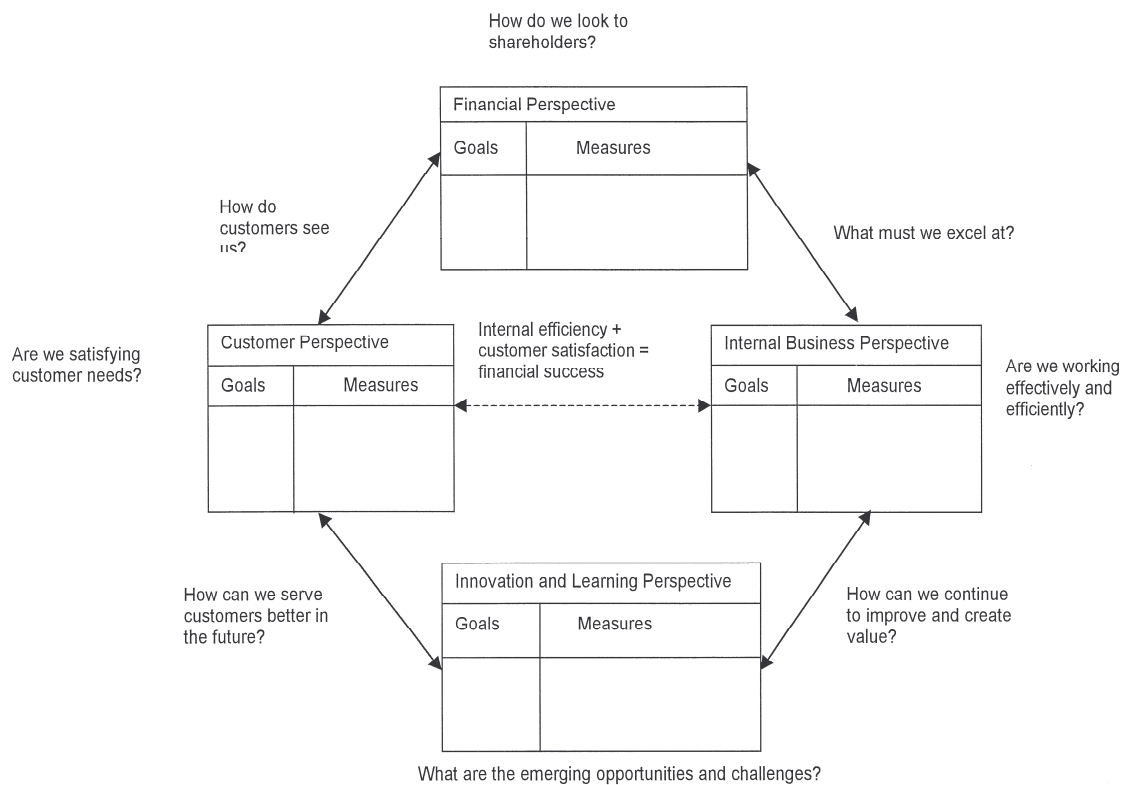 How do we look to
shareholders?
Financial Perspective
Goals
Measures
How do
customers see
us?
What must we excel at?
Internal efficiency +
customer satisfaction =
financial success
Are we satisfying
customer needs?
Customer Perspective
Goals
Measures
Internal Business Perspective
Goals
Measures
Are we working
effectively and
efficiently?
How can we serve
customers better in
the future?
Innovation and Learning Perspective
Goals
Measures
How can we continue
to improve and create
value?
What are the emerging opportunities and challenges?